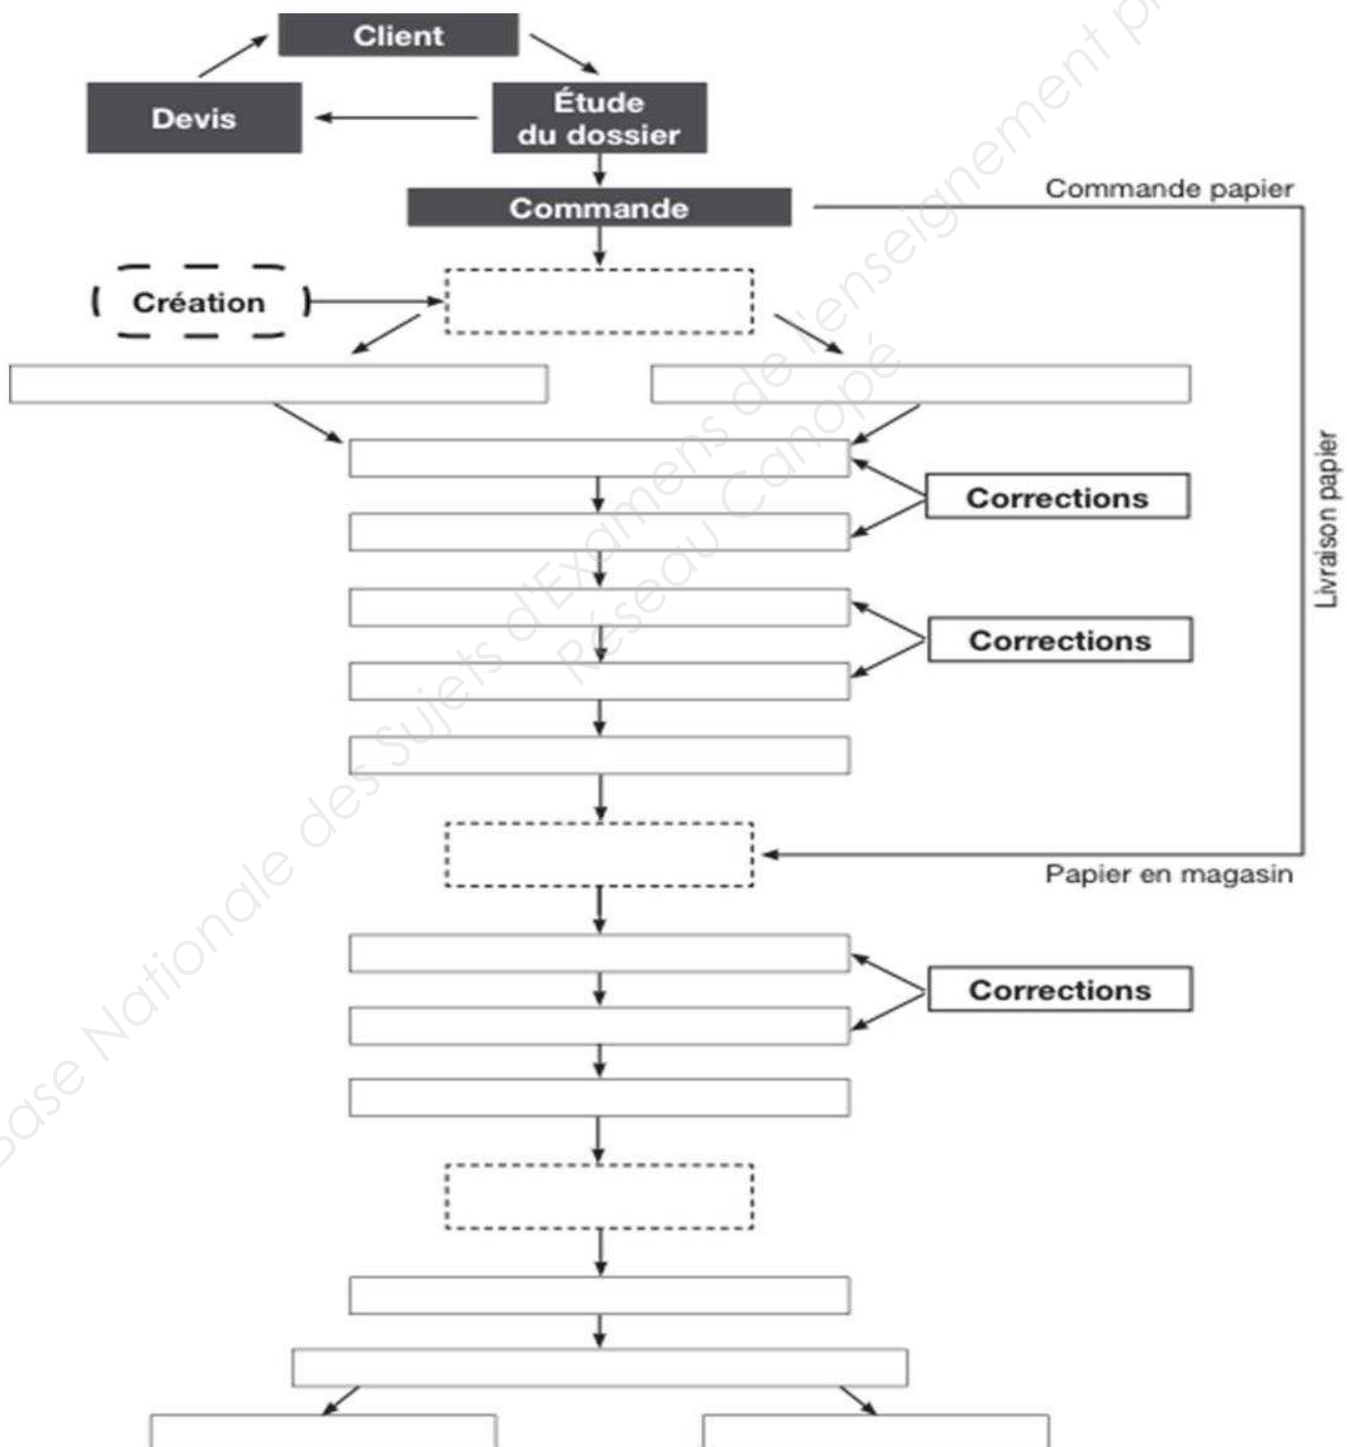 Client
Devis
Étude
du dossier
Commande
Commande papier
Création
Corrections
Livraison papier
Corrections
Papier en magasin
Corrections
Base Nationale des Sujets d'Examens de l'enseignement pr
Réseau Canopé